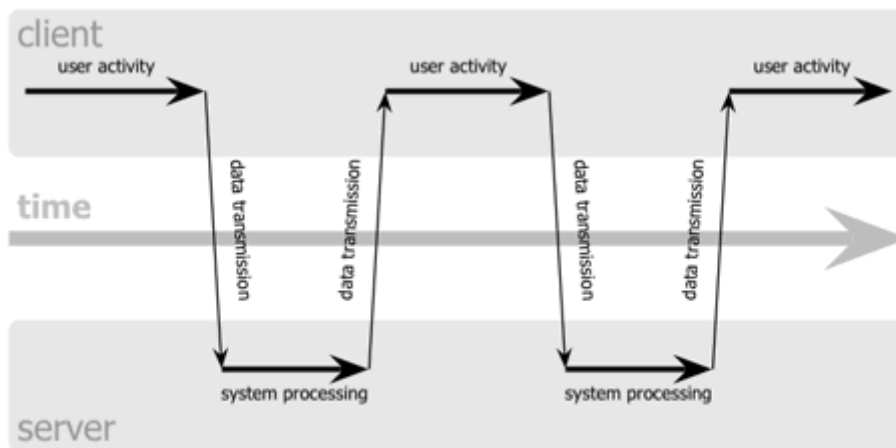 client
user activity
user activity
user activity
data transmission
data transmission
data transmission
data transmission
time
system processing
system processing
server